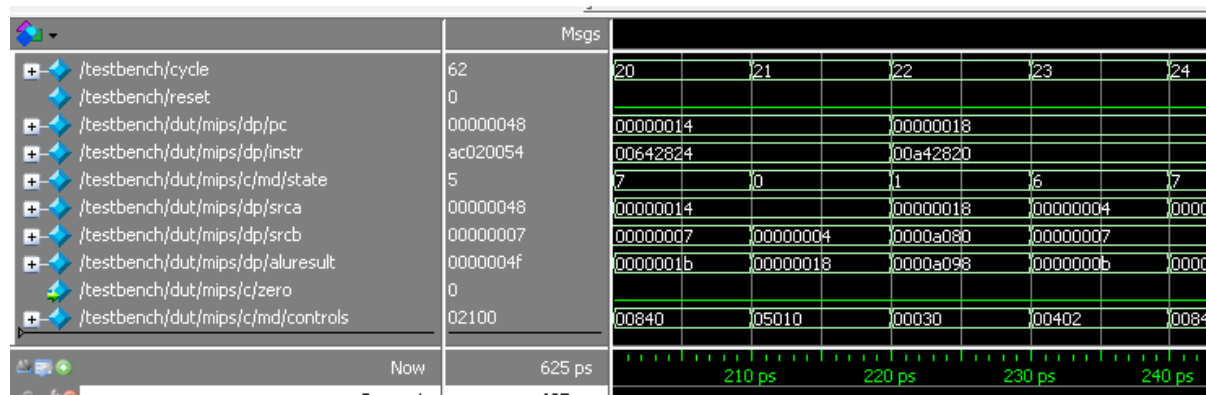 Msgs
/testbench/cycle 62 20 21 22 23 24
/testbench/reset 0
/testbench/dut/mips/dp/pc 00000048 00000014 00000018
/testbench/dut/mips/dp/instr ac020054 00642824 00a42820
/testbench/dut/mips/c/md/state 5 7 0 1 6 7
/testbench/dut/mips/dp/srca 00000048 00000014 00000018 00000004 0000
/testbench/dut/mips/dp/srcb 00000007 00000007 00000004 0000a080 00000007
/testbench/dut/mips/dp/aluresult 0000004f 0000001b 00000018 0000a098 0000000b 0000
/testbench/dut/mips/c/zero 0
/testbench/dut/mips/c/md/controls 02100 00840 05010 00030 00402 0084
Now 625 ps 210 ps 220 ps 230 ps 240 ps